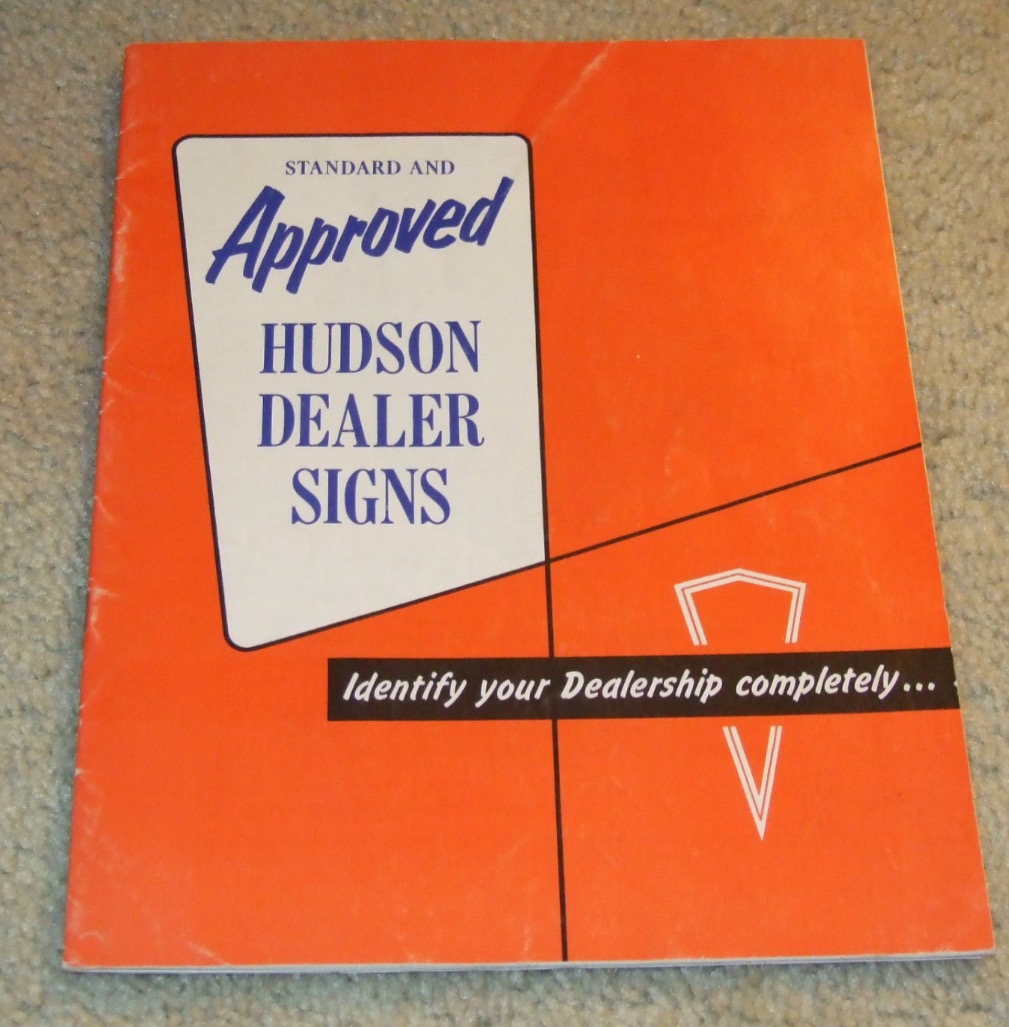 STANDARD AND
Approved
HUDSON
DEALER
SIGNS
Identify your Dealership completely...